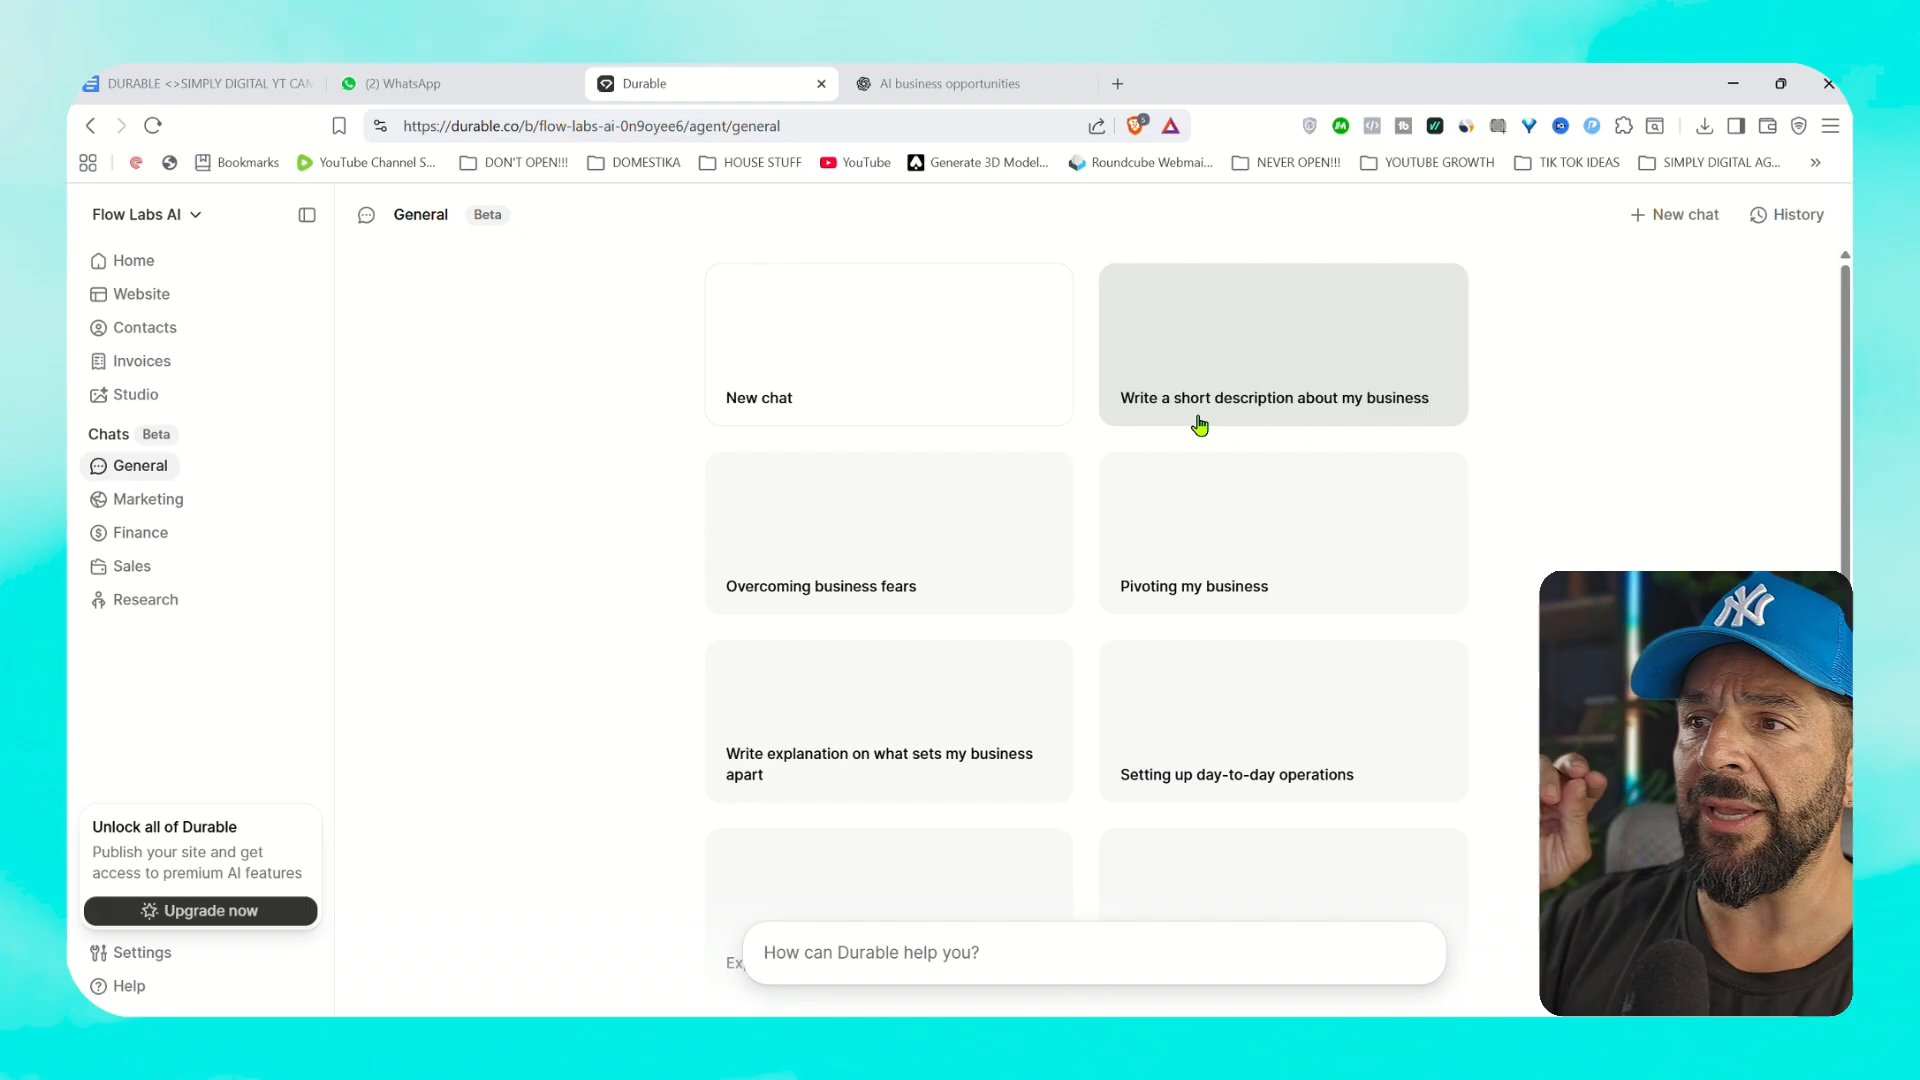 DURABLE <>SIMPLY DIGITAL YT CAM
(2) WhatsApp
Durable
AI business opportunities
https://durable.co/b/flow-labs-ai-0n9oyee6/agent/general
5
Bookmarks
YouTube Channel S...
DON'T OPEN!!!
DOMESTIKA
HOUSE STUFF
YouTube
Generate 3D Model...
Roundcube Webmai...
NEVER OPEN!!!
YOUTUBE GROWTH
TIK TOK IDEAS
SIMPLY DIGITAL AG...
Flow Labs AI
General
Beta
New chat
History
Home
Website
Contacts
Invoices
Studio
Chats
Beta
General
Marketing
Finance
Sales
Research
New chat
Write a short description about my business
Overcoming business fears
Pivoting my business
Write explanation on what sets my business
apart
Setting up day-to-day operations
Ex
How can Durable help you?
Unlock all of Durable
Publish your site and get
access to premium AI features
Upgrade now
Settings
Help
NY